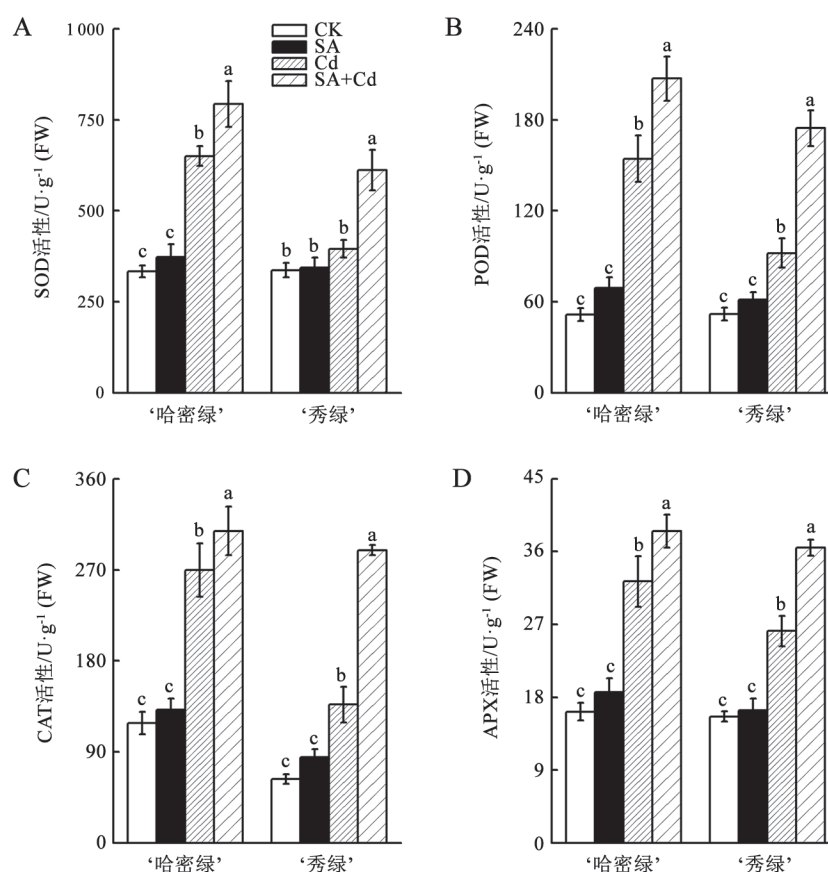 A
1 000
750
500
250
0
SOD活性/U·g⁻¹ (FW)
CK
SA
Cd
SA+Cd
c
c
b
a
b
b
b
a
‘哈密绿’
‘秀绿’
B
240
180
120
60
0
POD活性/U·g⁻¹ (FW)
c
c
b
a
c
c
b
a
‘哈密绿’
‘秀绿’
C
360
270
180
90
0
CAT活性/U·g⁻¹ (FW)
c
c
b
a
c
c
b
a
‘哈密绿’
‘秀绿’
D
45
36
27
18
9
0
APX活性/U·g⁻¹ (FW)
c
c
b
a
c
c
b
a
‘哈密绿’
‘秀绿’